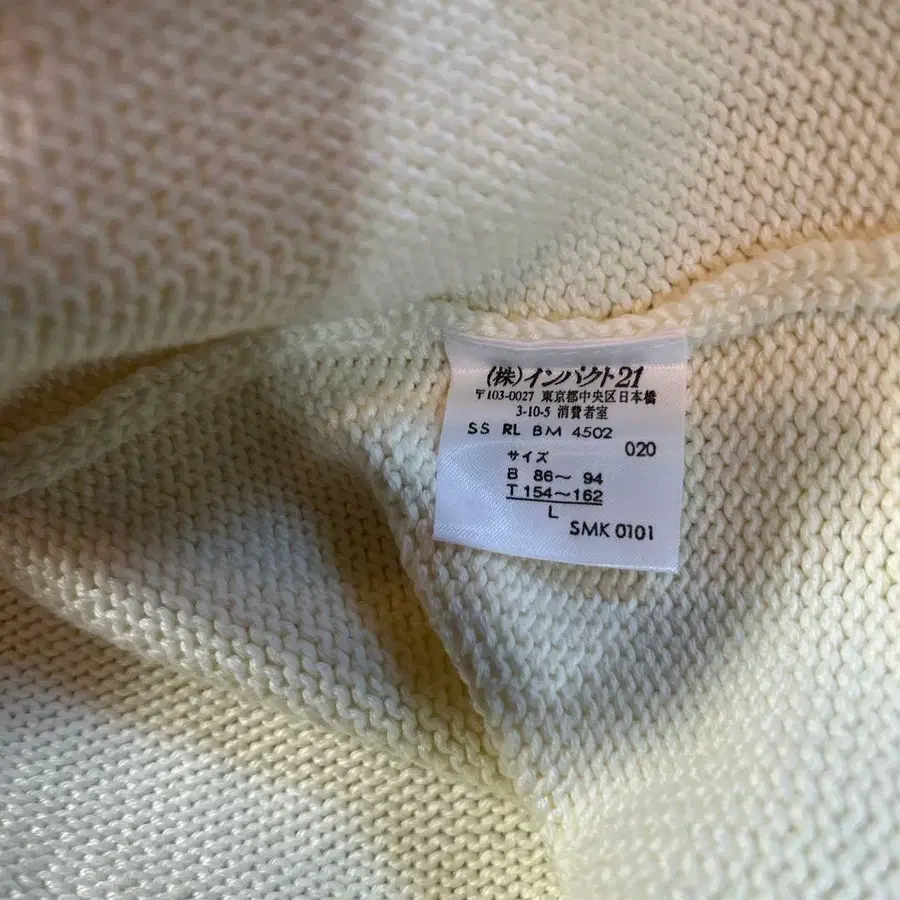 (株)インパクト21
〒103-0027 東京都中央区日本橋
3-10-5 消費者室
SS RL BM 4502
020
サイズ
B 86〜 94
T 154〜162
L
SMK 0101